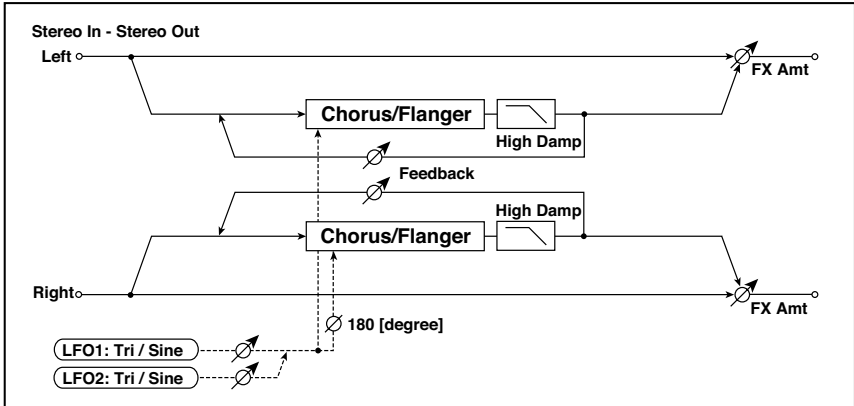 Stereo In - Stereo Out
Left
FX Amt
Chorus/Flanger
High Damp
Feedback
High Damp
Chorus/Flanger
Right
FX Amt
180 [degree]
LFO1: Tri / Sine
LFO2: Tri / Sine